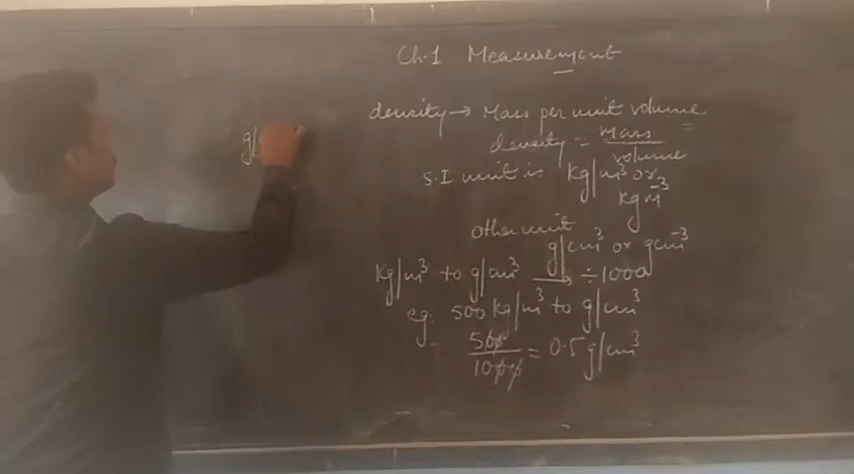 Ch.1 Measurement
density → Mass per unit volume.
density = mass / volume
S.I unit is kg/m³ or kgm⁻³
other unit
g/cm³ or gcm⁻³
kg/m³ to g/cm³ → ÷1000
eg. 500 kg/m³ to g/cm³
500 / 1000 = 0.5 g/cm³
g/